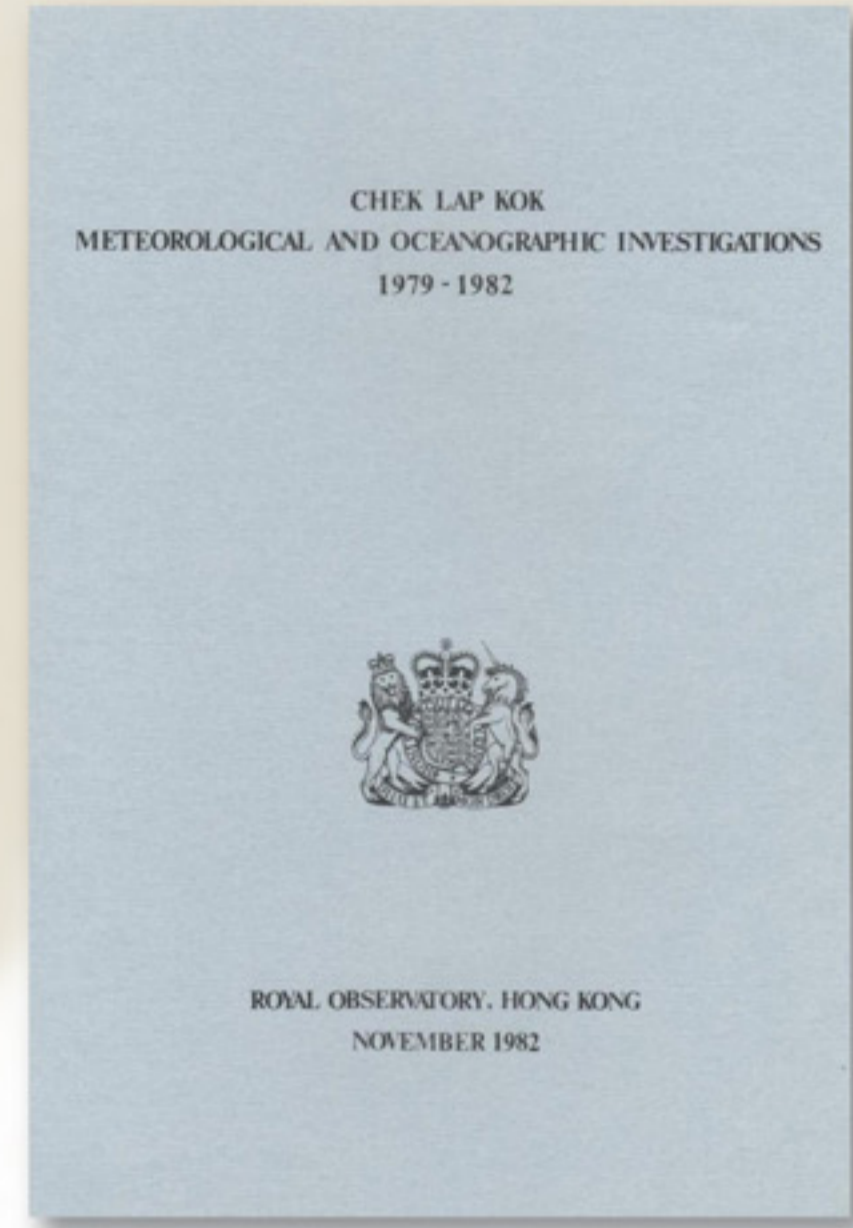 CHEK LAP KOK
METEOROLOGICAL AND OCEANOGRAPHIC INVESTIGATIONS
1979 - 1982
ROYAL OBSERVATORY, HONG KONG
NOVEMBER 1982